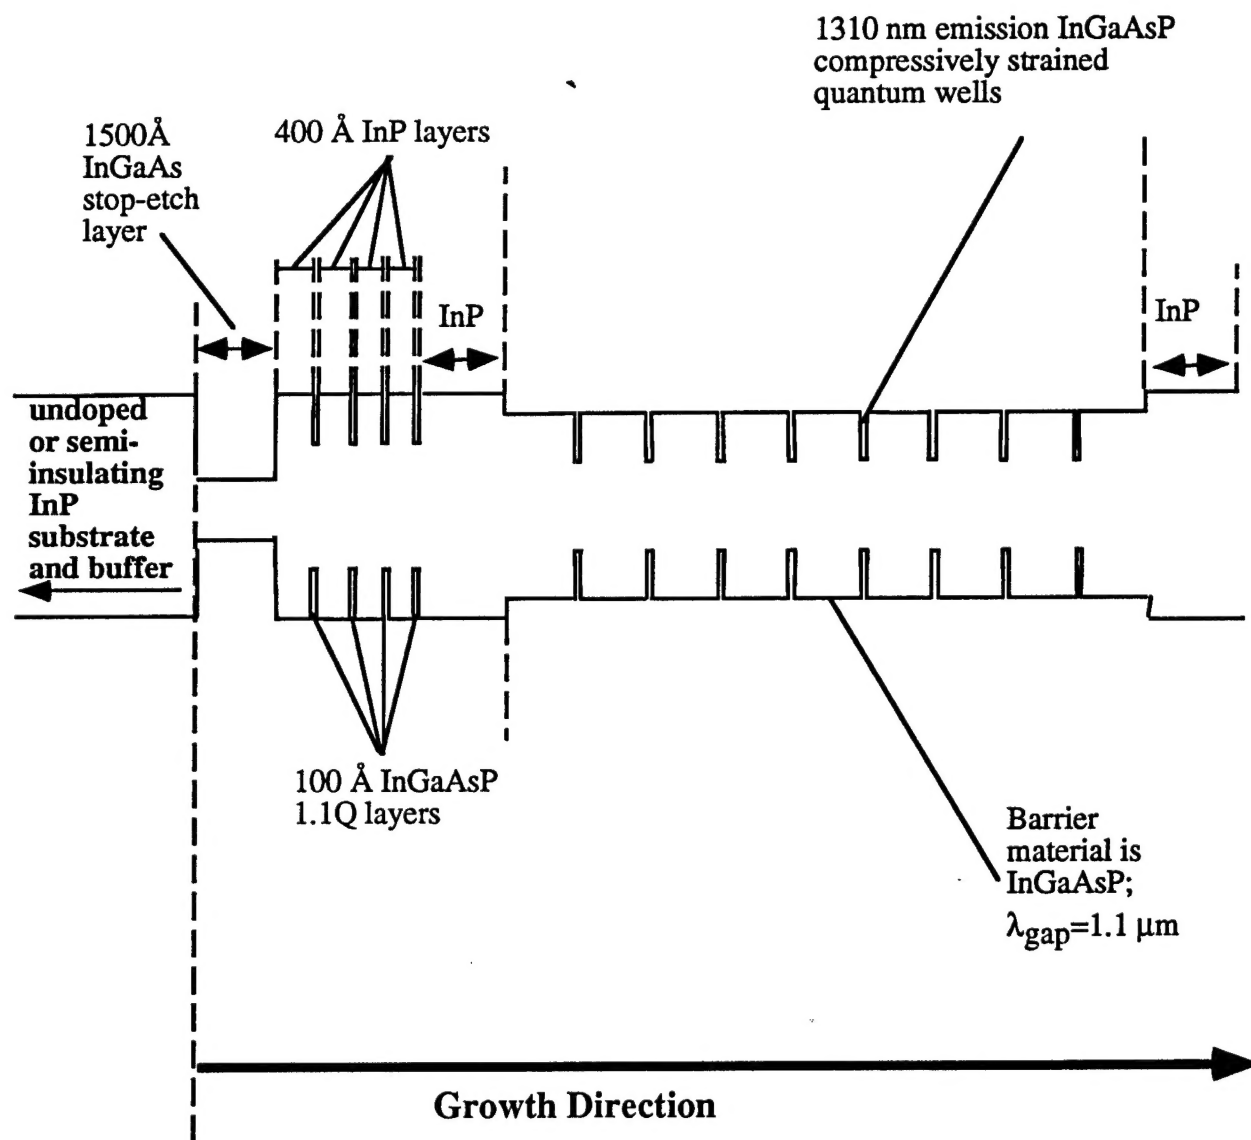 1310 nm emission InGaAsP
compressively strained
quantum wells
1500Å
InGaAs
stop-etch
layer
400 Å InP layers
InP
InP
undoped
or semi-
insulating
InP
substrate
and buffer
100 Å InGaAsP
1.1Q layers
Barrier
material is
InGaAsP;
λgap=1.1 µm
Growth Direction